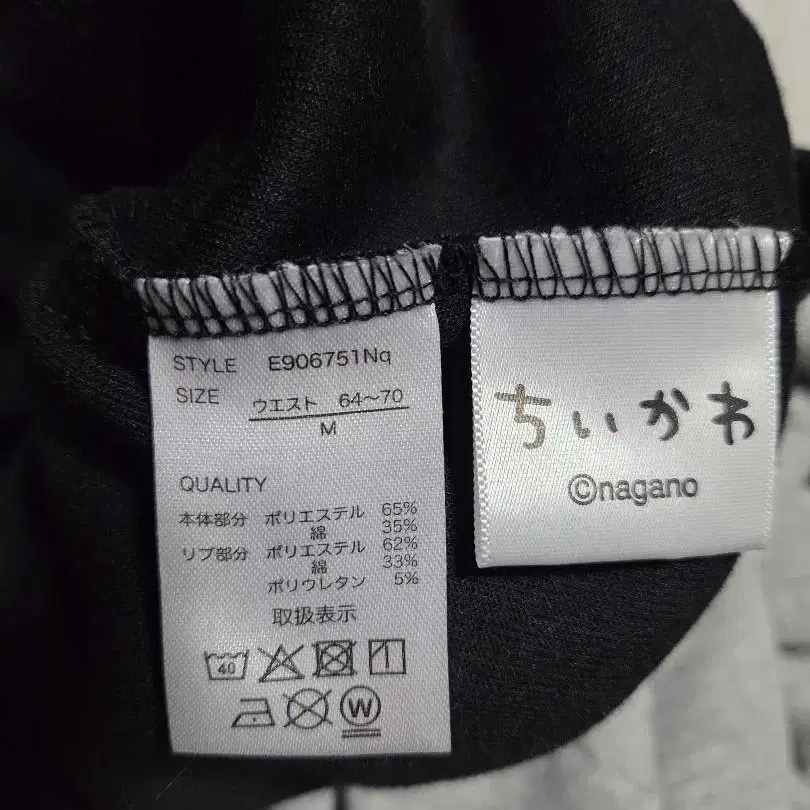 STYLE E906751Nq
SIZE ウエスト 64～70
M
QUALITY
本体部分 ポリエステル 65%
綿 35%
リブ部分 ポリエステル 62%
綿 33%
ポリウレタン 5%
取扱表示
40
W
ちいかわ
©nagano